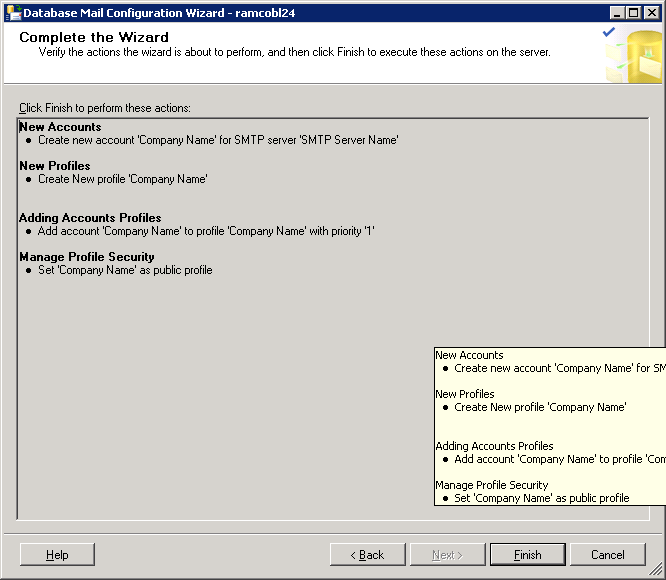 Database Mail Configuration Wizard - ramcobl24
Complete the Wizard
Verify the actions the wizard is about to perform, and then click Finish to execute these actions on the server.
Click Finish to perform these actions:
New Accounts
● Create new account 'Company Name' for SMTP server 'SMTP Server Name'
New Profiles
● Create New profile 'Company Name'
Adding Accounts Profiles
● Add account 'Company Name' to profile 'Company Name' with priority '1'
Manage Profile Security
● Set 'Company Name' as public profile
New Accounts
● Create new account 'Company Name' for SM
New Profiles
● Create New profile 'Company Name'
Adding Accounts Profiles
● Add account 'Company Name' to profile 'Com
Manage Profile Security
● Set 'Company Name' as public profile
Help
< Back
Next >
Finish
Cancel